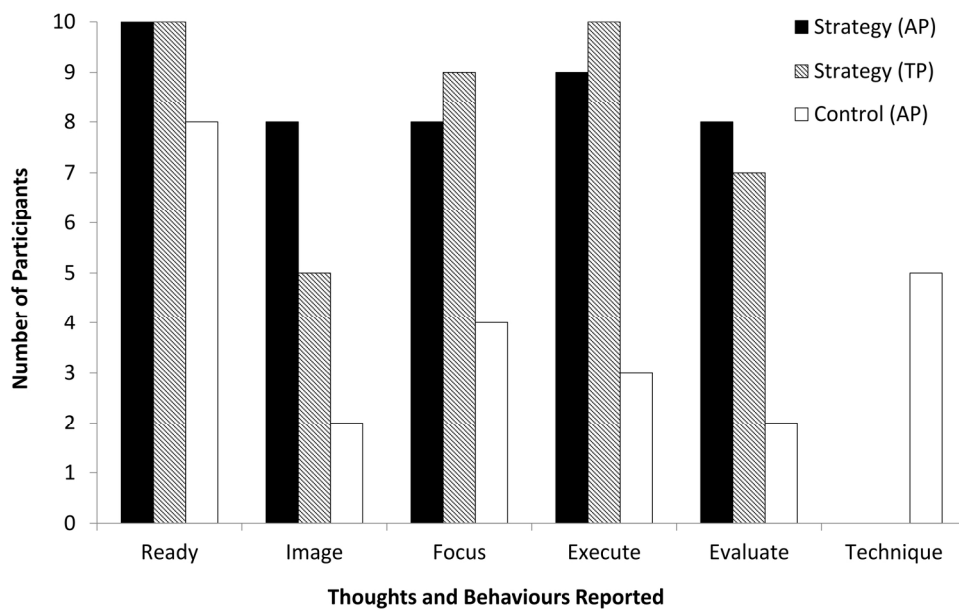 10
9
8
7
6
5
4
3
2
1
0
Number of Participants
Strategy (AP)
Strategy (TP)
Control (AP)
Ready
Image
Focus
Execute
Evaluate
Technique
Thoughts and Behaviours Reported